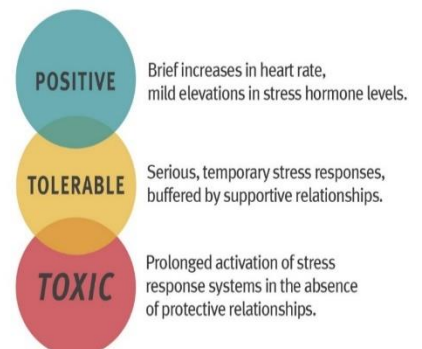 POSITIVE
Brief increases in heart rate,
mild elevations in stress hormone levels.
TOLERABLE
Serious, temporary stress responses,
buffered by supportive relationships.
TOXIC
Prolonged activation of stress
response systems in the absence
of protective relationships.